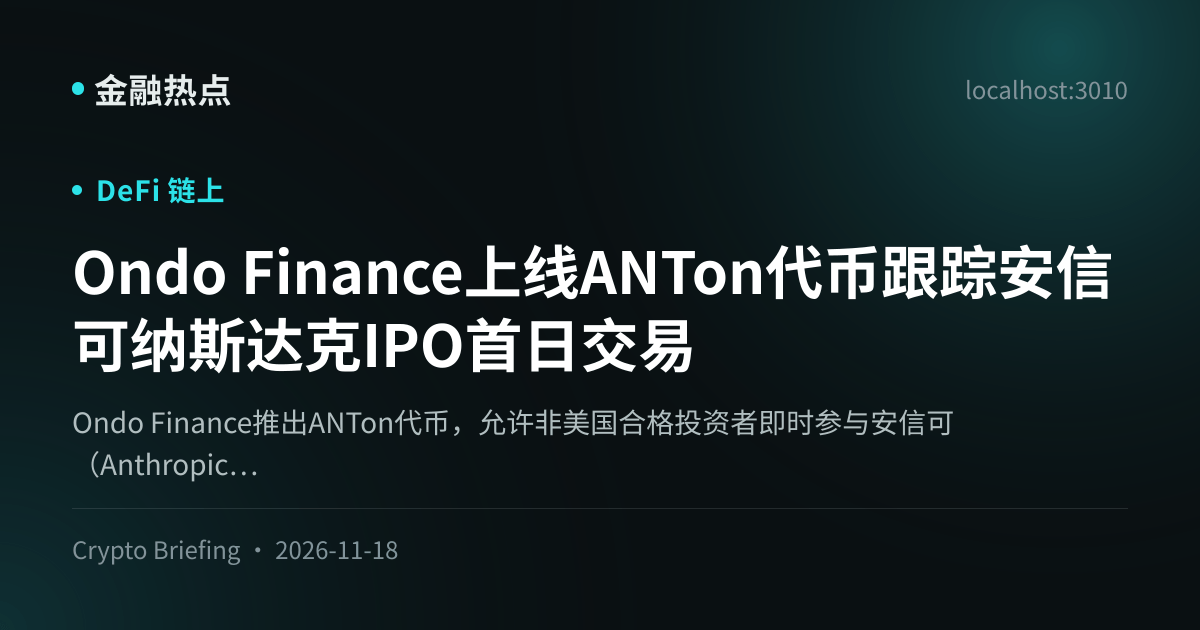 金融热点
localhost:3010
DeFi 链上
Ondo Finance上线ANTon代币跟踪安信
可纳斯达克IPO首日交易
Ondo Finance推出ANTon代币，允许非美国合格投资者即时参与安信可
（Anthropic…
Crypto Briefing · 2026-11-18